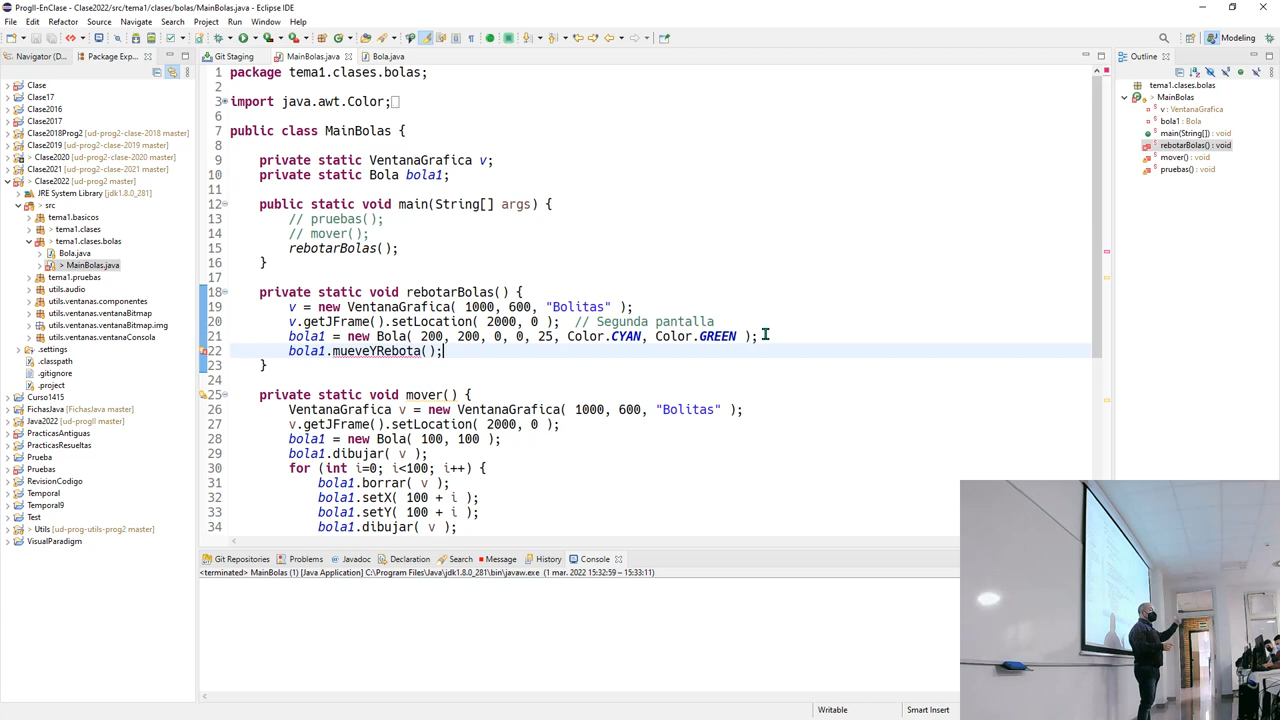 ProgII-EnClase - Clase2022/src/tema1/clases/bolas/MainBolas.java - Eclipse IDE
File Edit Refactor Source Navigate Search Project Run Window Help
Modeling
Navigator (D...
Package Exp...
Git Staging
MainBolas.java
Bola.java
Outline
Clase
Clase17
Clase2016
Clase2017
Clase2018Prog2 [ud-prog2-clase-2018 master]
Clase2019 [ud-prog2-clase-2019 master]
> Clase2020 [ud-prog2-clase-2020 master]
Clase2021 [ud-prog2-clase-2021 master]
> Clase2022 [ud-prog2 master]
JRE System Library [jdk1.8.0_281]
> src
tema1.basicos
> tema1.clases
> tema1.clases.bolas
Bola.java
> MainBolas.java
tema1.pruebas
utils.audio
utils.ventanas.componentes
utils.ventanas.ventanaBitmap
utils.ventanas.ventanaBitmap.img
utils.ventanas.ventanaConsola
.settings
.classpath
.gitignore
.project
Curso1415
FichasJava [FichasJava master]
Java2022 [ud-progII master]
PracticasAntiguas
PracticasResueltas
Prueba
Pruebas
RevisionCodigo
Temporal
Temporal9
Test
> Utils [ud-prog-utils-prog2 master]
VisualParadigm
1 package tema1.clases.bolas;
2
3 import java.awt.Color;
6
7 public class MainBolas {
8
9 private static VentanaGrafica v;
10 private static Bola bola1;
11
12 public static void main(String[] args) {
13 // pruebas();
14 // mover();
15 rebotarBolas();
16 }
17
18 private static void rebotarBolas() {
19 v = new VentanaGrafica( 1000, 600, "Bolitas" );
20 v.getJFrame().setLocation( 2000, 0 ); // Segunda pantalla
21 bola1 = new Bola( 200, 200, 0, 0, 25, Color.CYAN, Color.GREEN );
22 bola1.mueveYRebota();
23 }
24
25 private static void mover() {
26 VentanaGrafica v = new VentanaGrafica( 1000, 600, "Bolitas" );
27 v.getJFrame().setLocation( 2000, 0 );
28 bola1 = new Bola( 100, 100 );
29 bola1.dibujar( v );
30 for (int i=0; i<100; i++) {
31 bola1.borrar( v );
32 bola1.setX( 100 + i );
33 bola1.setY( 100 + i );
34 bola1.dibujar( v );
tema1.clases.bolas
MainBolas
v : VentanaGrafica
bola1 : Bola
main(String[]) : void
rebotarBolas() : void
mover() : void
pruebas() : void
Git Repositories
Problems
Javadoc
Declaration
Search
Message
History
Console
<terminated> MainBolas (1) [Java Application] C:\Program Files\Java\jdk1.8.0_281\bin\javaw.exe (1 mar. 2022 15:32:59 – 15:33:11)
Writable
Smart Insert